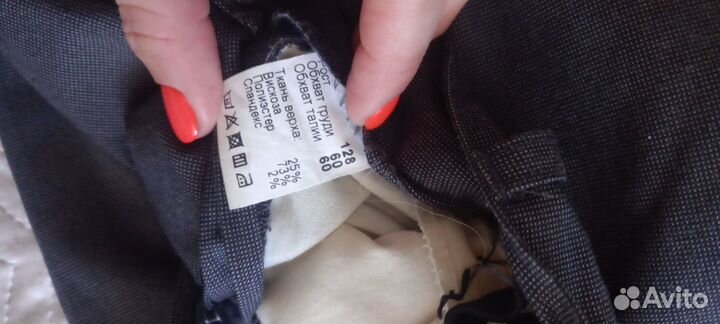 Рост 128
Обхват груди 60
Обхват талии 60
Ткань верха:
Вискоза 25%
Полиэстер 73%
Спандекс 2%
Avito